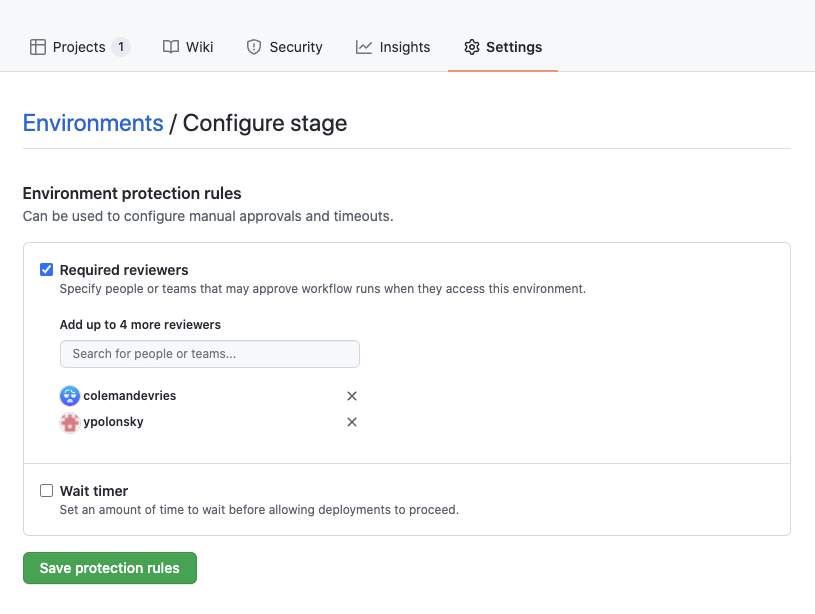 Projects 1 Wiki Security Insights Settings
Environments / Configure stage
Environment protection rules
Can be used to configure manual approvals and timeouts.
Required reviewers
Specify people or teams that may approve workflow runs when they access this environment.
Add up to 4 more reviewers
Search for people or teams...
colemandevries
ypolonsky
Wait timer
Set an amount of time to wait before allowing deployments to proceed.
Save protection rules